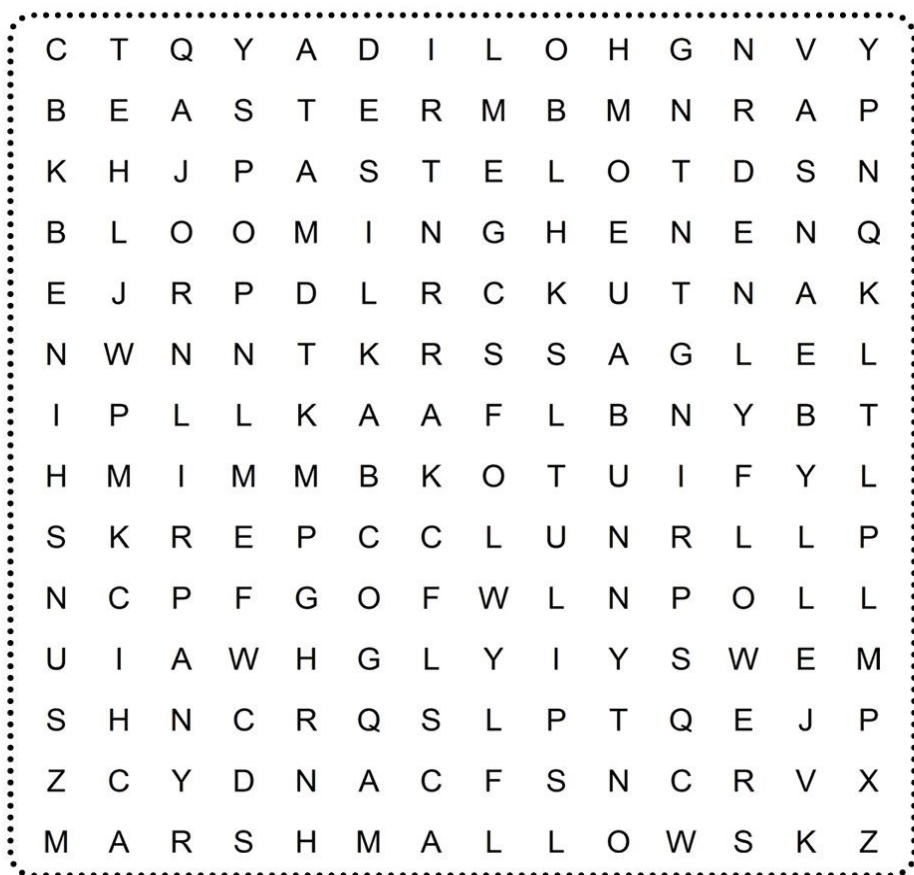 C T Q Y A D I L O H G N V Y
B E A S T E R M B M N R A P
K H J P A S T E L O T D S N
B L O O M I N G H E N E N Q
E J R P D L R C K U T N A K
N W N N T K R S S A G L E L
I P L L K A A F L B N Y B T
H M I M M B K O T U I F Y L
S K R E P C C L U N R L L P
N C P F G O F W L N P O L L
U I A W H G L Y I Y S W E M
S H N C R Q S L P T Q E J P
Z C Y D N A C F S N C R V X
M A R S H M A L L O W S K Z